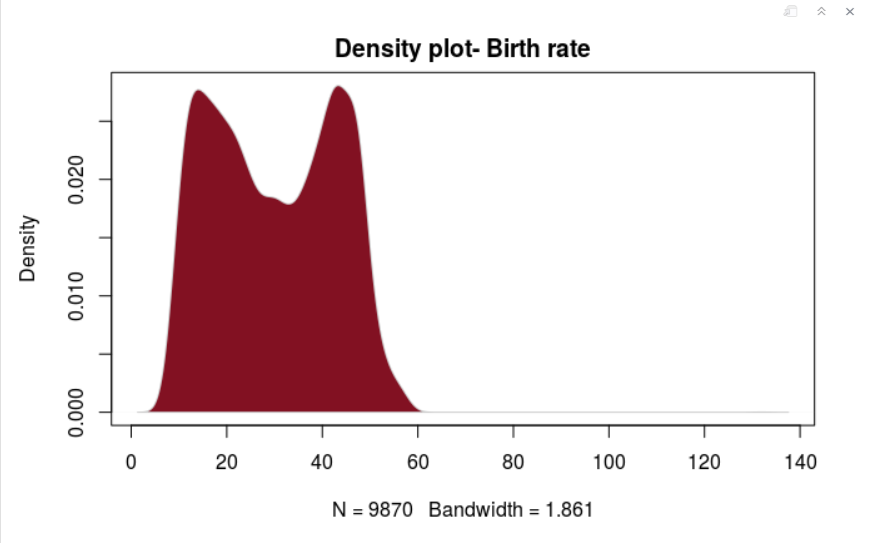 Density plot- Birth rate
Density
0.020
0.010
0.000
0 20 40 60 80 100 120 140
N = 9870 Bandwidth = 1.861